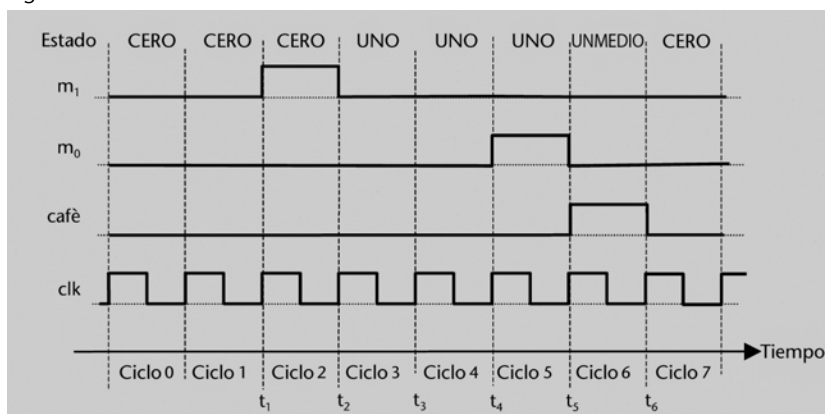 Estado CERO CERO CERO UNO UNO UNO UNMEDIO CERO
m1
m0
cafè
clk
Tiempo
Ciclo 0 Ciclo 1 Ciclo 2 Ciclo 3 Ciclo 4 Ciclo 5 Ciclo 6 Ciclo 7
t1 t2 t3 t4 t5 t6